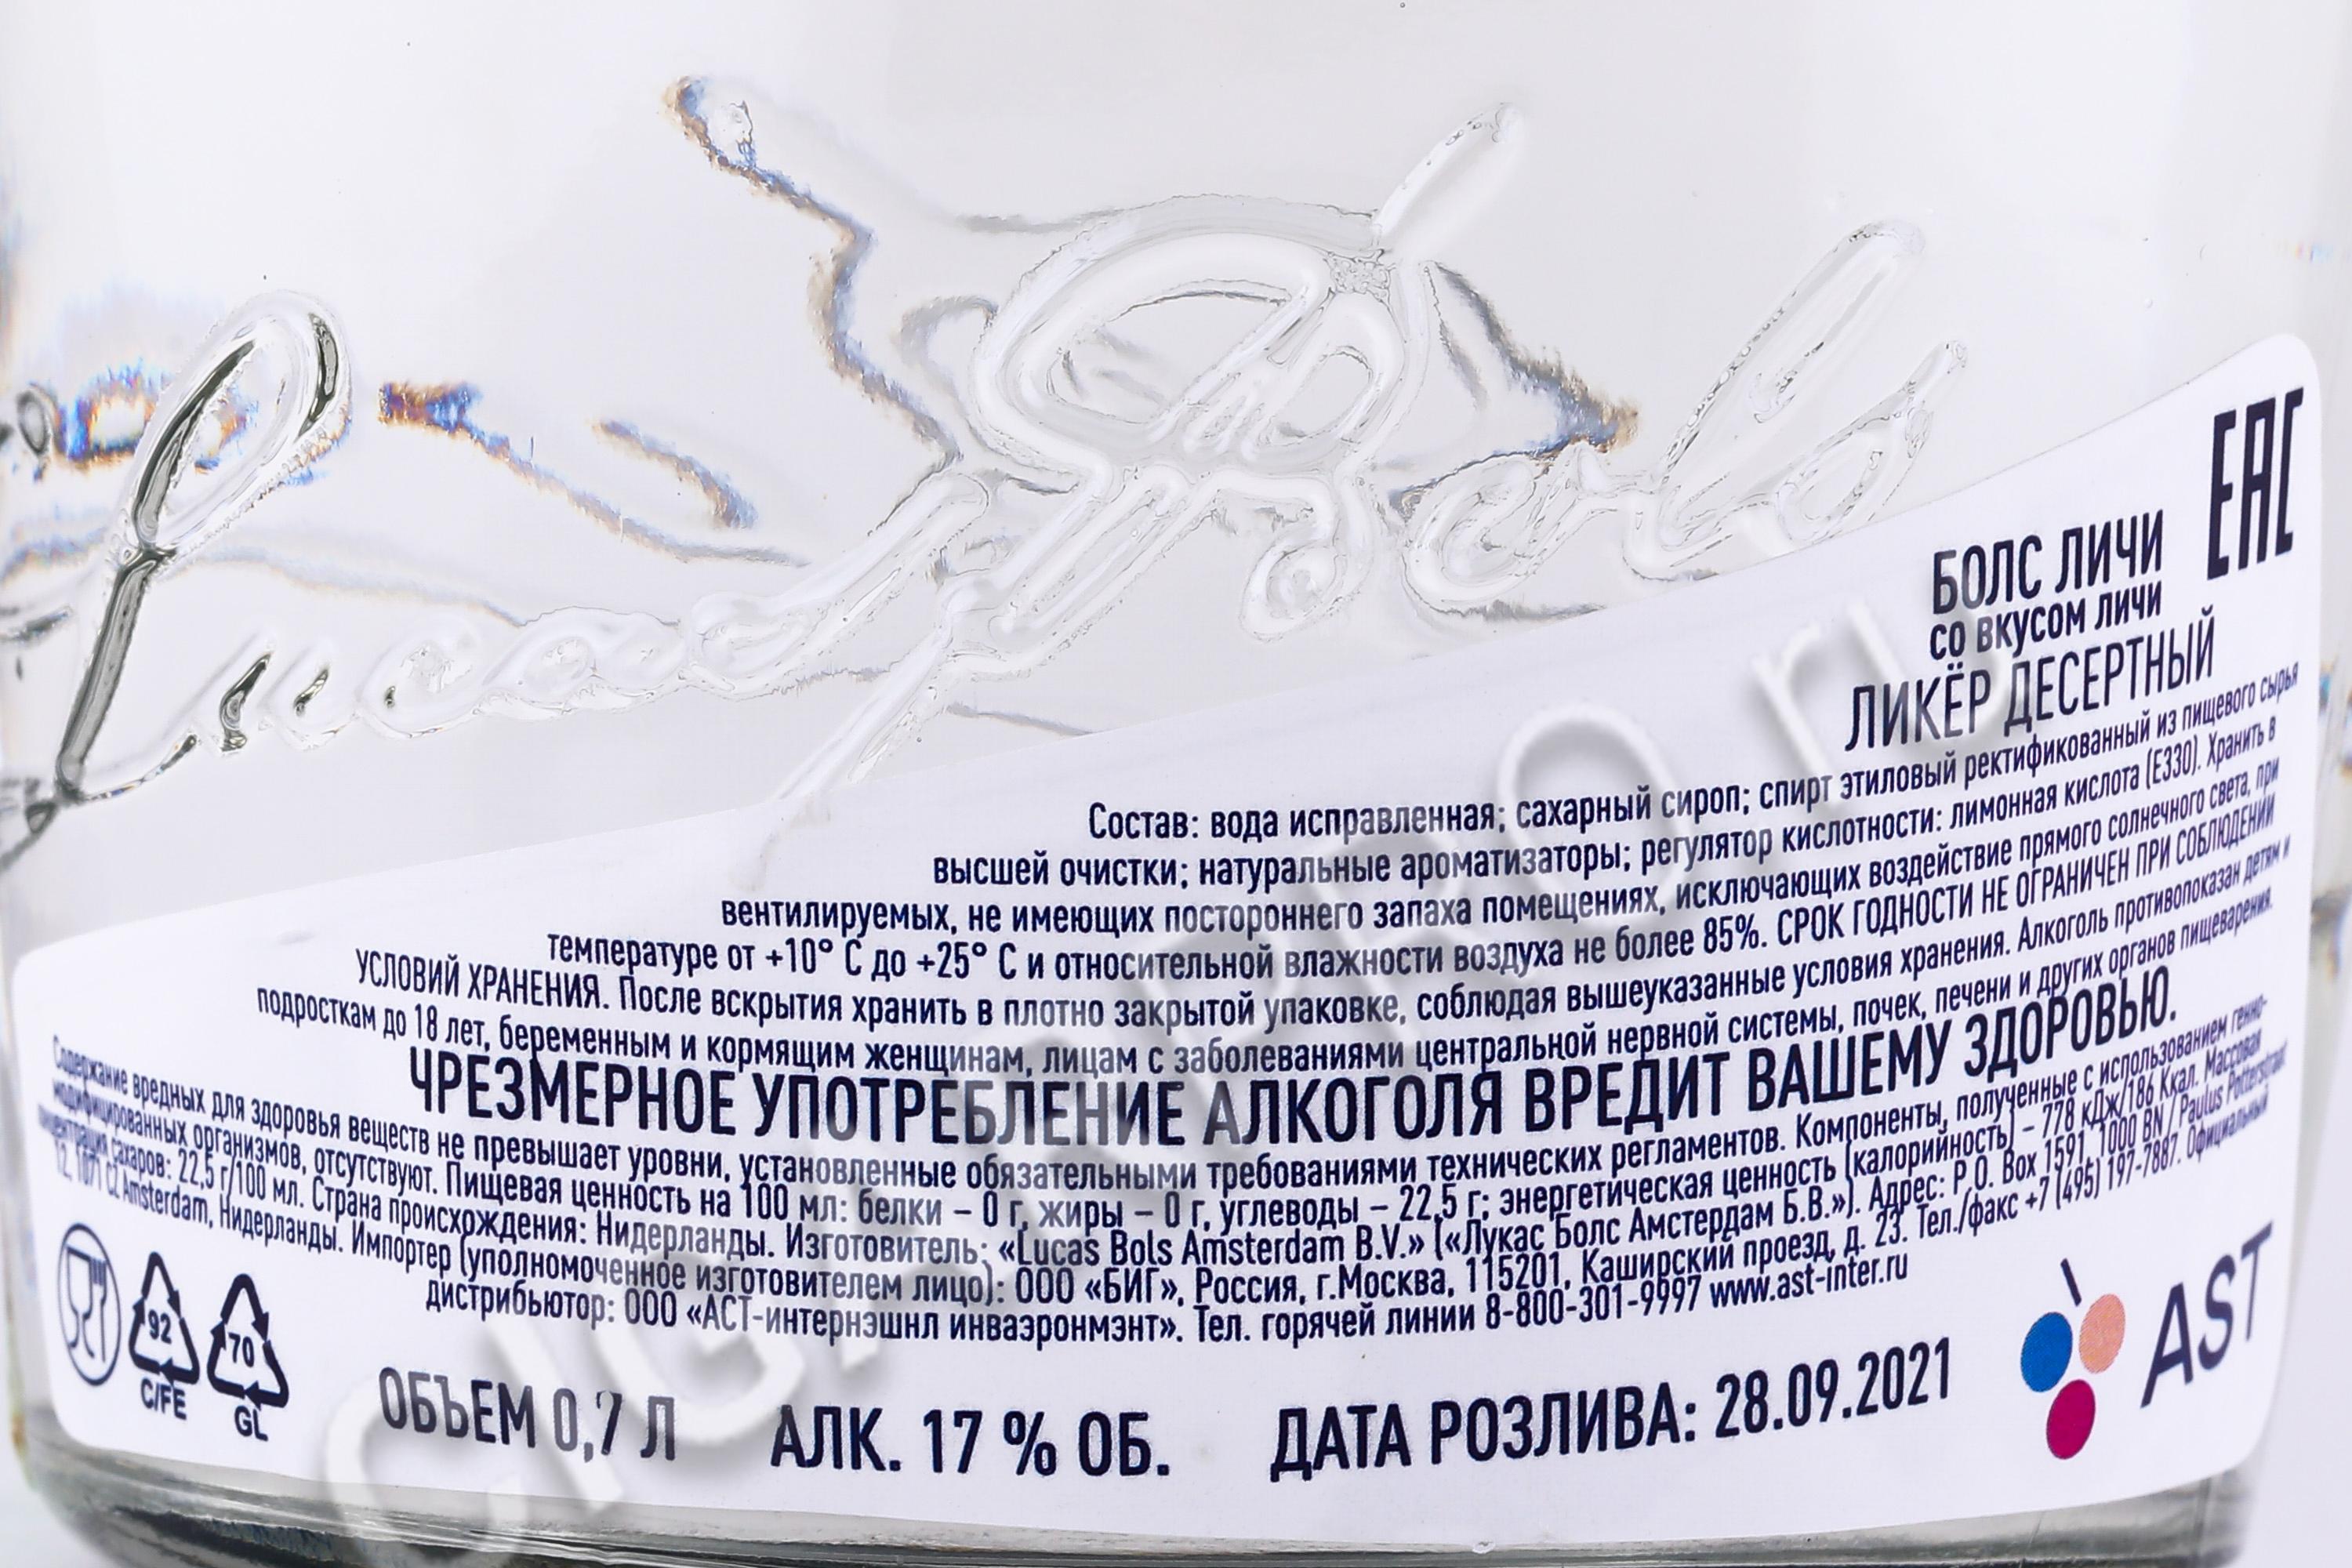 Lucas Bols
EAC
БОЛС ЛИЧИ
СО ВКУСОМ ЛИЧИ
ЛИКЁР ДЕСЕРТНЫЙ
Состав: вода исправленная; сахарный сироп; спирт этиловый ректификованный из пищевого сырья
высшей очистки; натуральные ароматизаторы; регулятор кислотности: лимонная кислота (Е330). Хранить в
вентилируемых, не имеющих постороннего запаха помещениях, исключающих воздействие прямого солнечного света, при
температуре от +10° С до +25° С и относительной влажности воздуха не более 85%. СРОК ГОДНОСТИ НЕ ОГРАНИЧЕН ПРИ СОБЛЮДЕНИИ
УСЛОВИЙ ХРАНЕНИЯ. После вскрытия хранить в плотно закрытой упаковке, соблюдая вышеуказанные условия хранения. Алкоголь противопоказан детям и
подросткам до 18 лет, беременным и кормящим женщинам, лицам с заболеваниями центральной нервной системы, почек, печени и других органов пищеварения.
ЧРЕЗМЕРНОЕ УПОТРЕБЛЕНИЕ АЛКОГОЛЯ ВРЕДИТ ВАШЕМУ ЗДОРОВЬЮ.
Содержание вредных для здоровья веществ не превышает уровни, установленные обязательными требованиями технических регламентов. Компоненты, полученные с использованием генно-
модифицированных организмов, отсутствуют. Пищевая ценность на 100 мл: белки – 0 г, жиры – 0 г, углеводы – 22,5 г; энергетическая ценность (калорийность) – 778 кДж/186 Ккал. Массовая
концентрация сахаров: 22,5 г/100 мл. Страна происхождения: Нидерланды. Изготовитель: «Lucas Bols Amsterdam B.V.» («Лукас Болс Амстердам Б.В.»). Адрес: P.O. Box 1591, 1000 BN / Paulus Potterstraat
12, 1071 CZ Amsterdam, Нидерланды. Импортер (уполномоченное изготовителем лицо): ООО «БИГ», Россия, г.Москва, 115201, Каширский проезд, д. 23. Тел./факс +7 (495) 197-7887. Официальный
дистрибьютор: ООО «АСТ-интернэшнл инваэронмэнт». Тел. горячей линии 8-800-301-9997 www.ast-inter.ru
92
C/FE
70
GL
ОБЪЕМ 0,7 Л АЛК. 17 % ОБ. ДАТА РОЗЛИВА: 28.09.2021
AST
CIGARPRO.ru